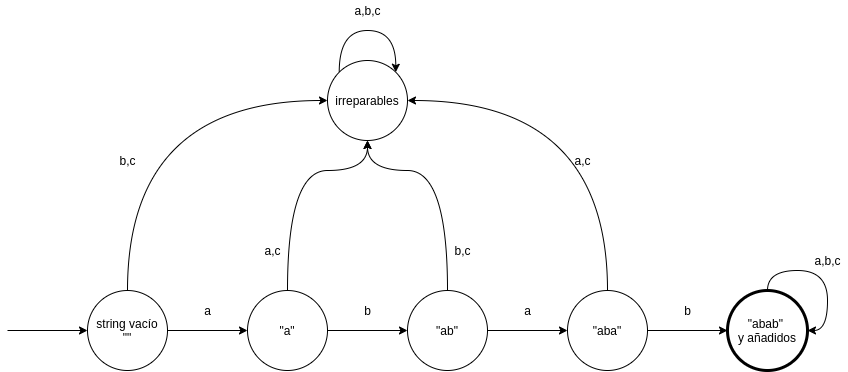 a,b,c
irreparables
b,c
a,c
a,c
b,c
a,b,c
a
b
a
b
string vacío
""
"a"
"ab"
"aba"
"abab"
y añadidos